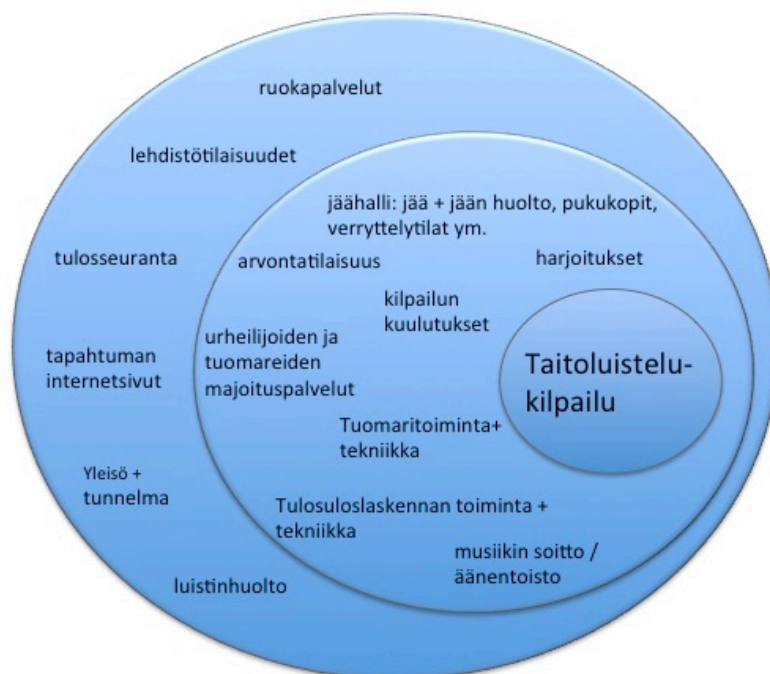 ruokapalvelut
lehdistötilaisuudet
jäähalli: jää + jään huolto, pukukopit,
verryttelytilat ym.
tulosseuranta
arvontatilaisuus
harjoitukset
kilpailun
kuulutukset
urheilijoiden ja
tuomareiden
majoituspalvelut
tapahtuman
internetsivut
Taitoluistelu-
kilpailu
Tuomaritoiminta+
tekniikka
Yleisö +
tunnelma
Tulosuloslaskennan toiminta +
tekniikka
musiikin soitto /
äänentoisto
luistinhuolto